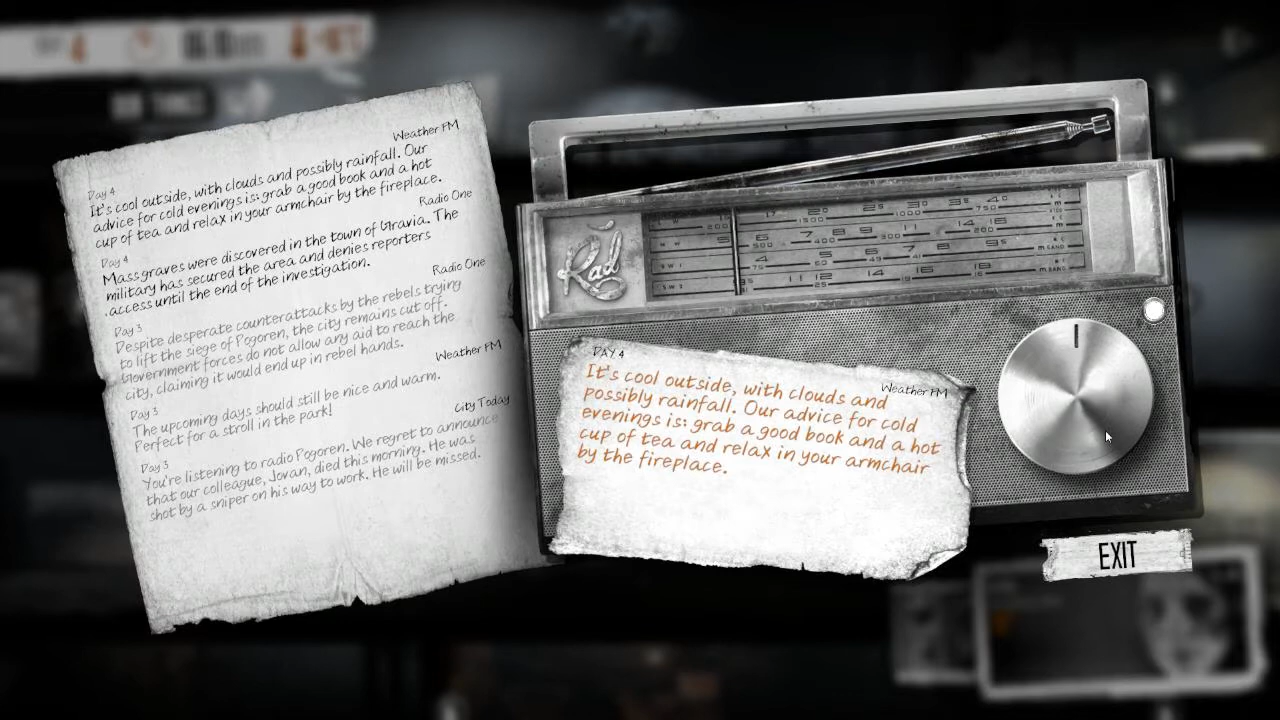 Weather FM
Day 4
It's cool outside, with clouds and possibly rainfall. Our
advice for cold evenings is: grab a good book and a hot
cup of tea and relax in your armchair by the fireplace.
Radio One
Day 4
Mass graves were discovered in the town of Gravia. The
military has secured the area and denies reporters
access until the end of the investigation.
Radio One
Day 3
Despite desperate counterattacks by the rebels trying
to lift the siege of Pogoren, the city remains cut off.
Government forces do not allow any aid to reach the
city, claiming it would end up in rebel hands.
Weather FM
Day 3
The upcoming days should still be nice and warm.
Perfect for a stroll in the park!
City Today
Day 3
You're listening to radio Pogoren. We regret to announce
that our colleague, Jovan, died this morning. He was
shot by a sniper on his way to work. He will be missed.
Rad
DAY 4
Weather FM
It's cool outside, with clouds and
possibly rainfall. Our advice for cold
evenings is: grab a good book and a hot
cup of tea and relax in your armchair
by the fireplace.
EXIT